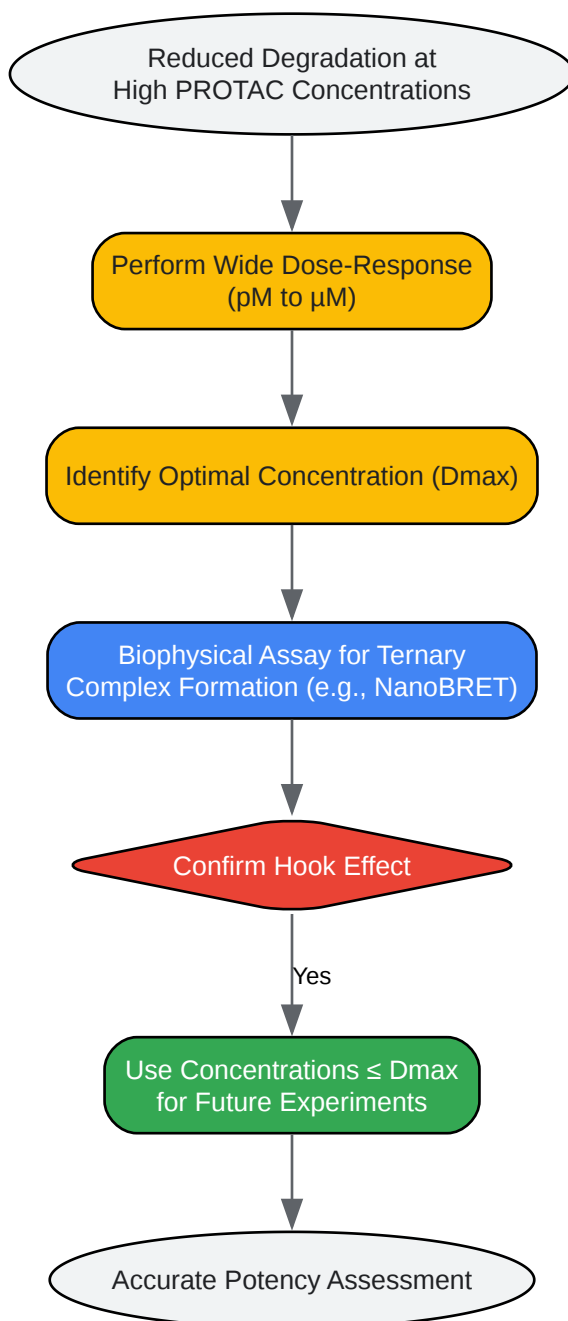 Reduced Degradation at
High PROTAC Concentrations
Perform Wide Dose-Response
(pM to µM)
Identify Optimal Concentration (Dmax)
Biophysical Assay for Ternary
Complex Formation (e.g., NanoBRET)
Confirm Hook Effect
Yes
Use Concentrations ≤ Dmax
for Future Experiments
Accurate Potency Assessment